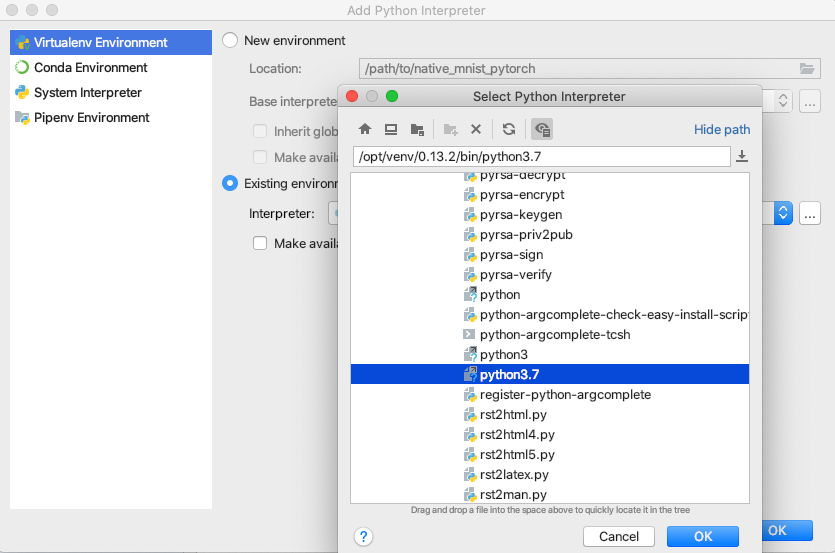 Add Python Interpreter
Virtualenv Environment
Conda Environment
System Interpreter
Pipenv Environment
New environment
Location:
/path/to/native_mnist_pytorch
Base interprete
...
Inherit glob
Make availa
Existing environm
Interpreter:
...
Make availa
OK
Select Python Interpreter
Hide path
/opt/venv/0.13.2/bin/python3.7
pyrsa-decrypt
pyrsa-encrypt
pyrsa-keygen
pyrsa-priv2pub
pyrsa-sign
pyrsa-verify
python
python-argcomplete-check-easy-install-script
python-argcomplete-tcsh
python3
python3.7
register-python-argcomplete
rst2html.py
rst2html4.py
rst2html5.py
rst2latex.py
rst2man.py
Drag and drop a file into the space above to quickly locate it in the tree
?
Cancel
OK